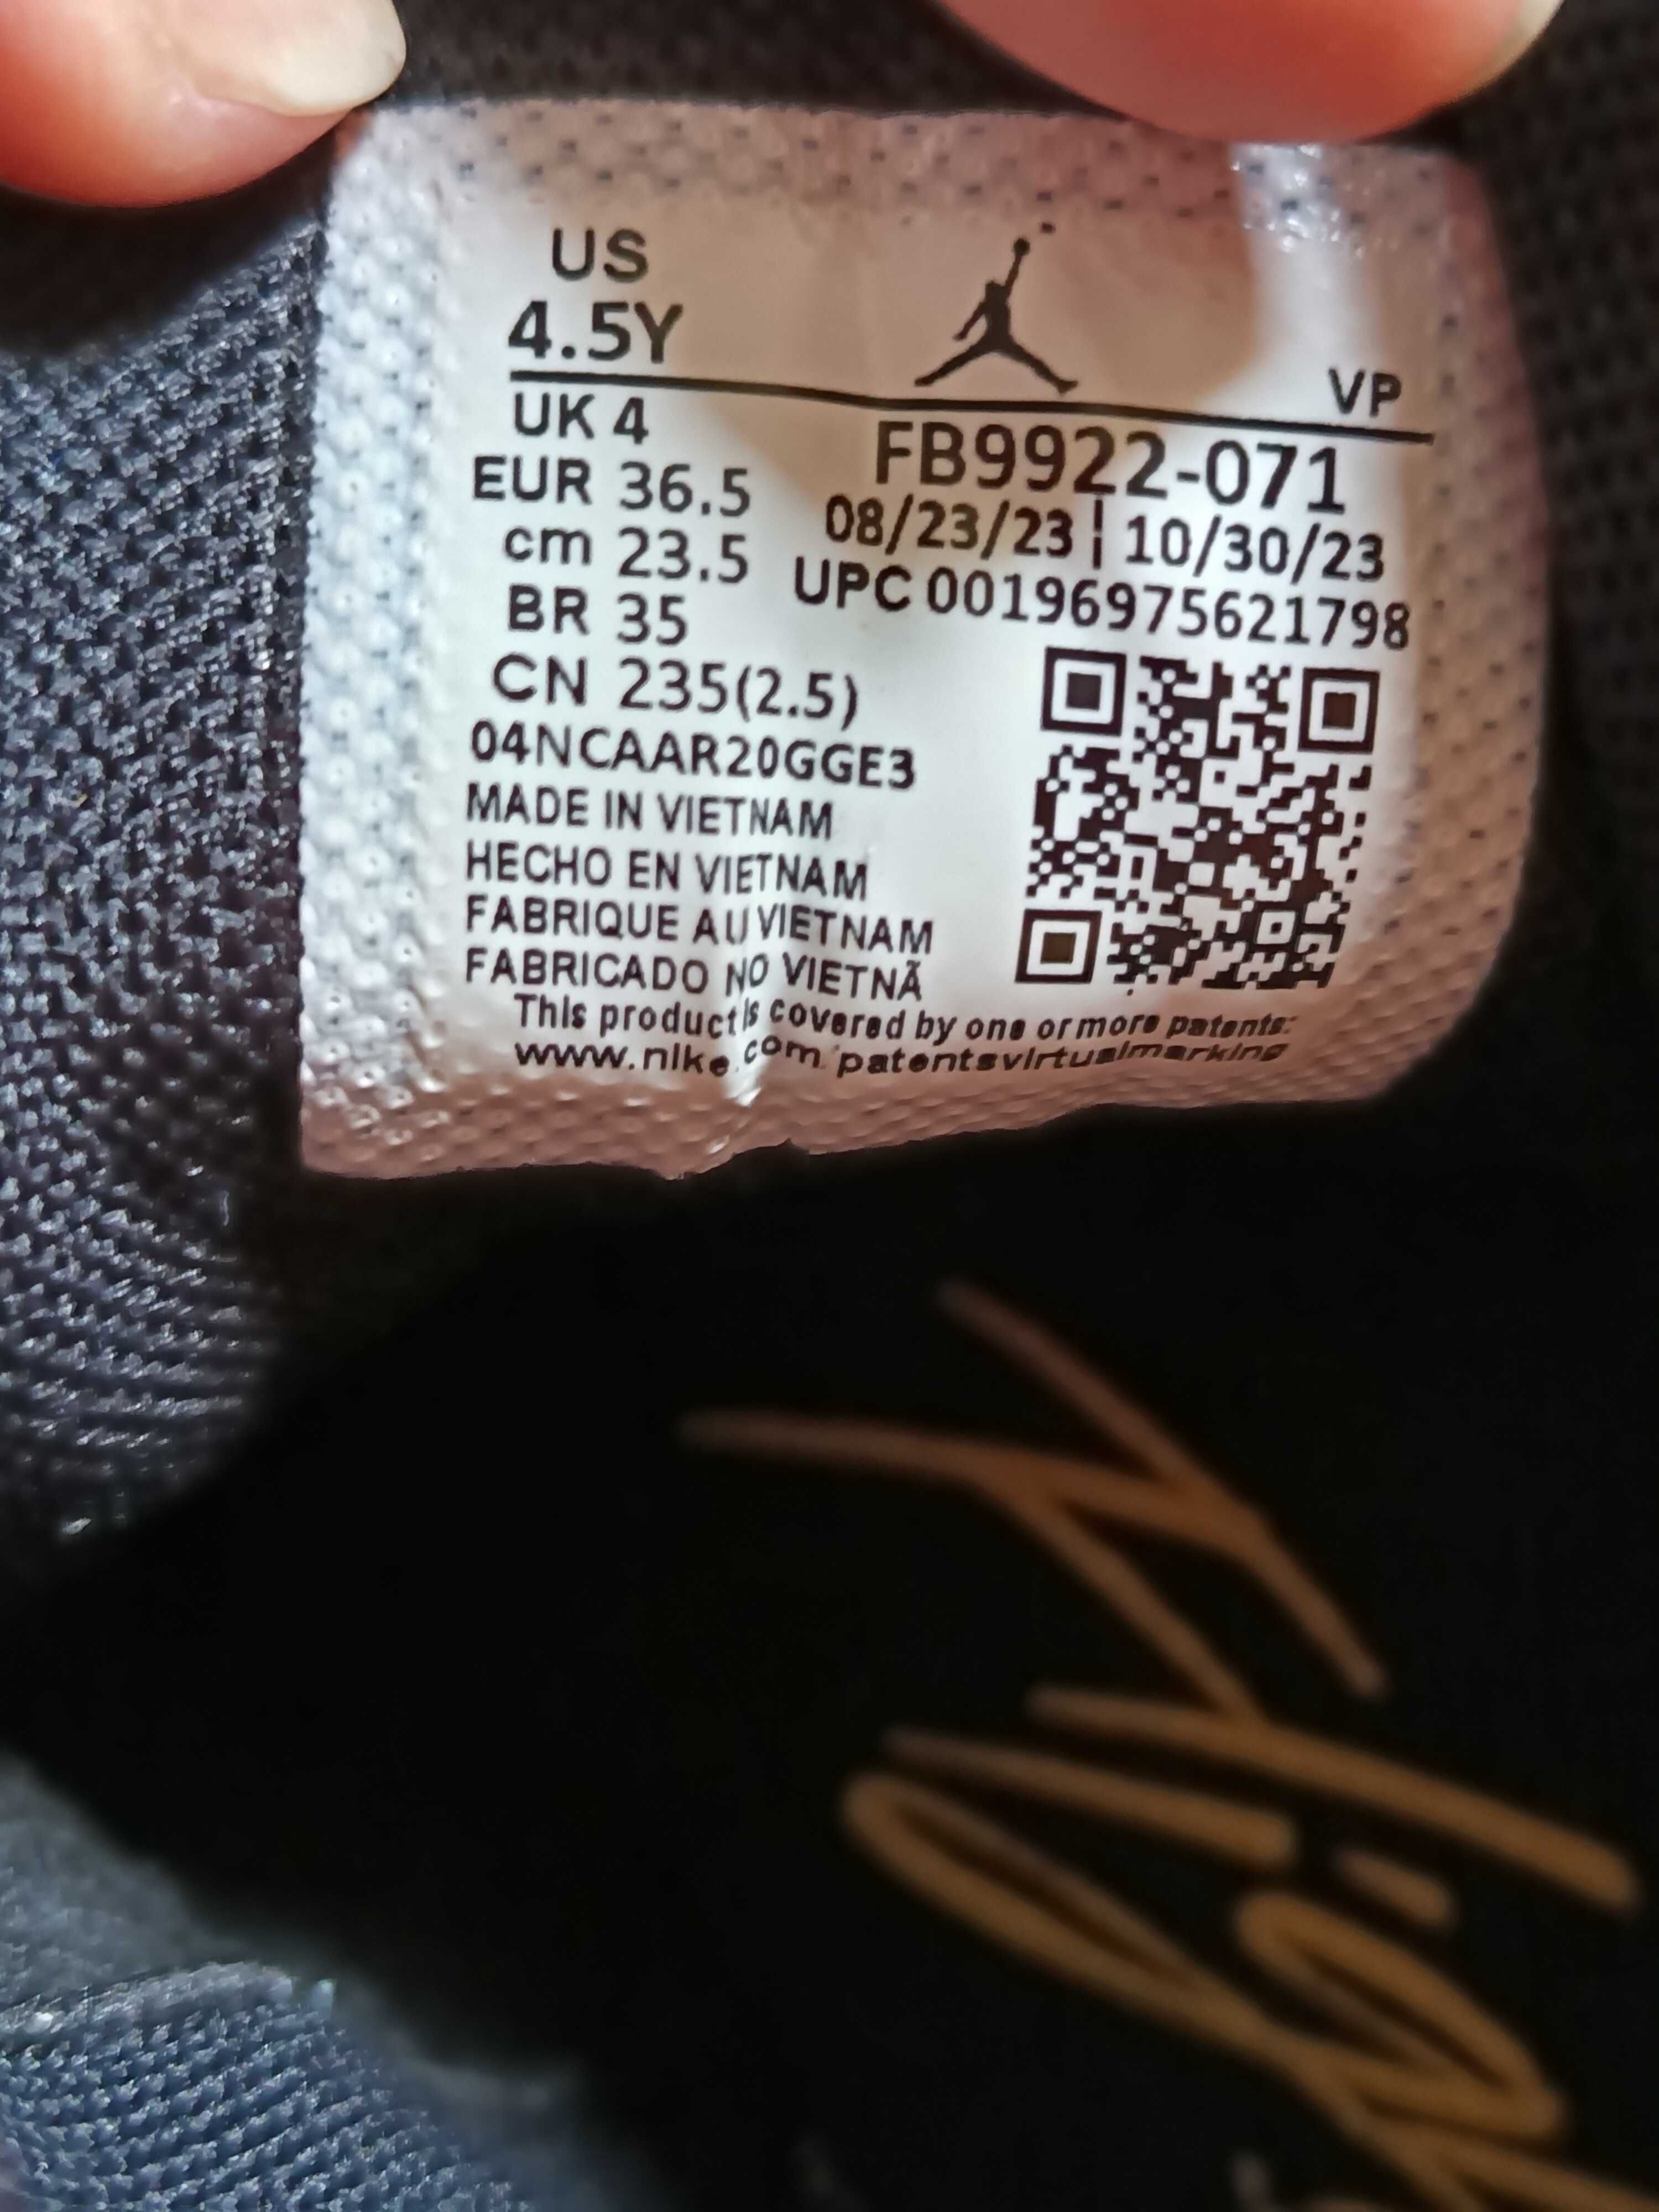 US
4.5Y
VP
UK 4
FB9922-071
EUR 36.5
08/23/23 | 10/30/23
cm 23.5
UPC 00196975621798
BR 35
CN 235(2.5)
04NCAAR20GGE3
MADE IN VIETNAM
HECHO EN VIETNAM
FABRIQUE AU VIETNAM
FABRICADO NO VIETNÃ
This product is covered by one or more patents:
www.nike.com/patentsvirtualmarking